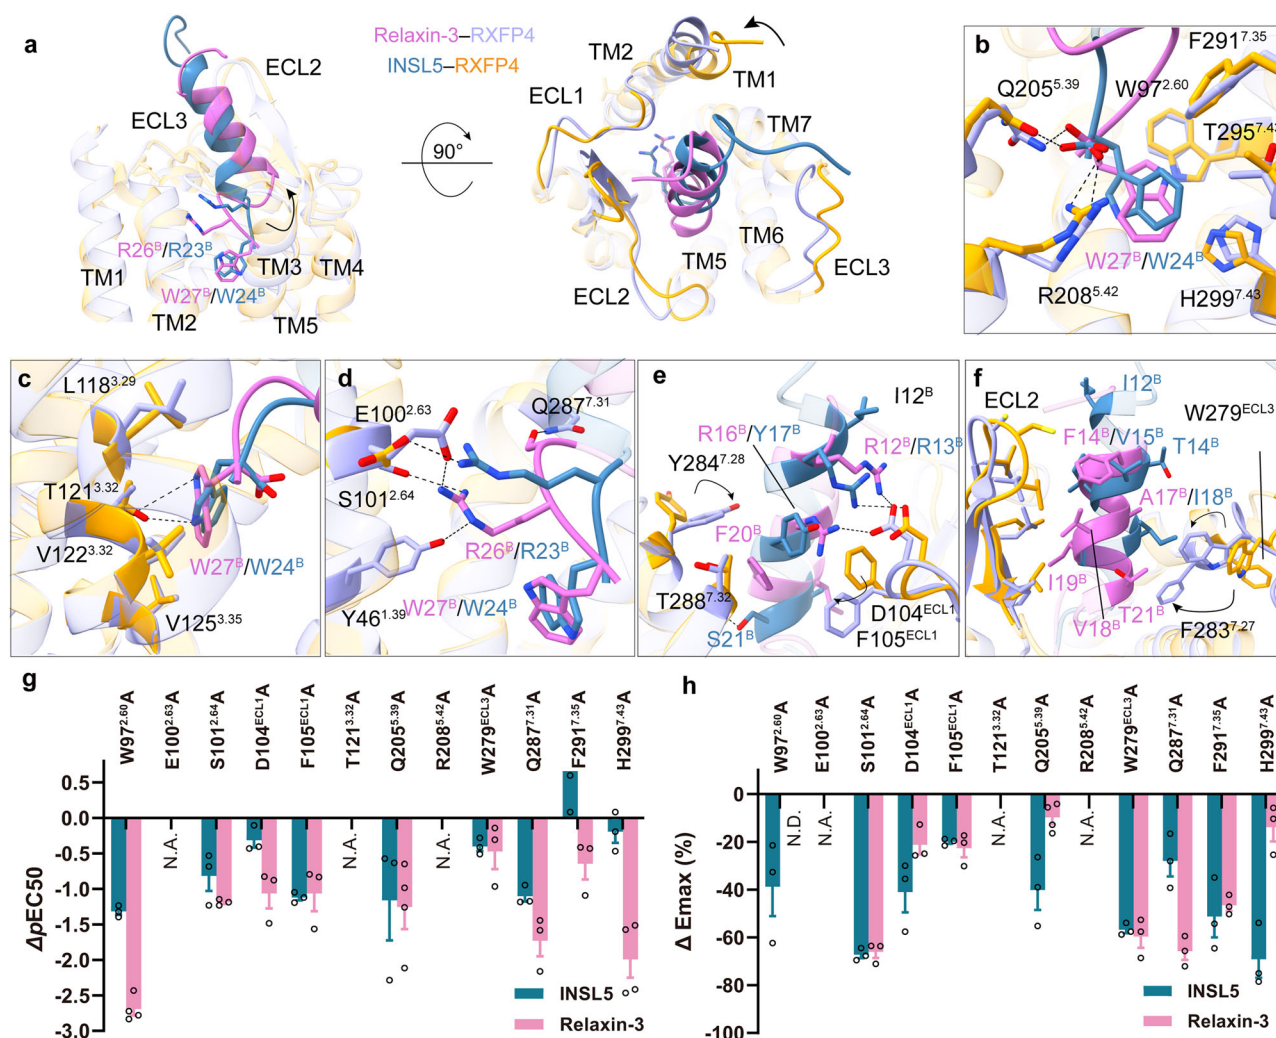 a
Relaxin-3–RXFP4
INSL5–RXFP4
ECL2
ECL3
R26ᴮ/R23ᴮ
W27ᴮ/W24ᴮ
TM1
TM2
TM3
TM4
TM5
90°
TM2
TM1
ECL1
TM7
TM6
TM5
ECL3
ECL2
b
F291⁷·³⁵
Q205⁵·³⁹
W97²·⁶⁰
W27ᴮ/W24ᴮ
R208⁵·⁴²
H299⁷·⁴³
c
L118³·²⁹
T121³·³²
V122³·³²
W27ᴮ/W24ᴮ
V125³·³⁵
d
E100²·⁶³
Q287⁷·³¹
S101²·⁶⁴
R26ᴮ/R23ᴮ
W27ᴮ/W24ᴮ
Y46¹·³⁹
e
I12ᴮ
R16ᴮ/Y17ᴮ
R12ᴮ/R13ᴮ
Y284⁷·²⁸
F20ᴮ
T288⁷·³²
D104ᴱᶜᴸ¹
S21ᴮ
F105ᴱᶜᴸ¹
f
I12ᴮ
ECL2
W279ᴱᶜᴸ³
F14ᴮ/V15ᴮ
T14ᴮ
A17ᴮ/I18ᴮ
I19ᴮ
T21ᴮ
V18ᴮ
F283⁷·²⁷
g
W97²·⁶⁰A
E100²·⁶³A
S101²·⁶⁴A
D104ᴱᶜᴸ¹A
F105ᴱᶜᴸ¹A
T121³·³²A
Q205⁵·³⁹A
R208⁵·⁴²A
W279ᴱᶜᴸ³A
Q287⁷·³¹A
F291⁷·³⁵A
H299⁷·⁴³A
ΔpEC50
0.5
0.0
-0.5
-1.0
-1.5
-2.0
-2.5
-3.0
N.A.
N.A.
N.A.
INSL5
Relaxin-3
h
W97²·⁶⁰A
E100²·⁶³A
S101²·⁶⁴A
D104ᴱᶜᴸ¹A
F105ᴱᶜᴸ¹A
T121³·³²A
Q205⁵·³⁹A
R208⁵·⁴²A
W279ᴱᶜᴸ³A
Q287⁷·³¹A
F291⁷·³⁵A
H299⁷·⁴³A
Δ Emax (%)
0
-20
-40
-60
-80
-100
N.D.
N.A.
N.A.
N.A.
INSL5
Relaxin-3